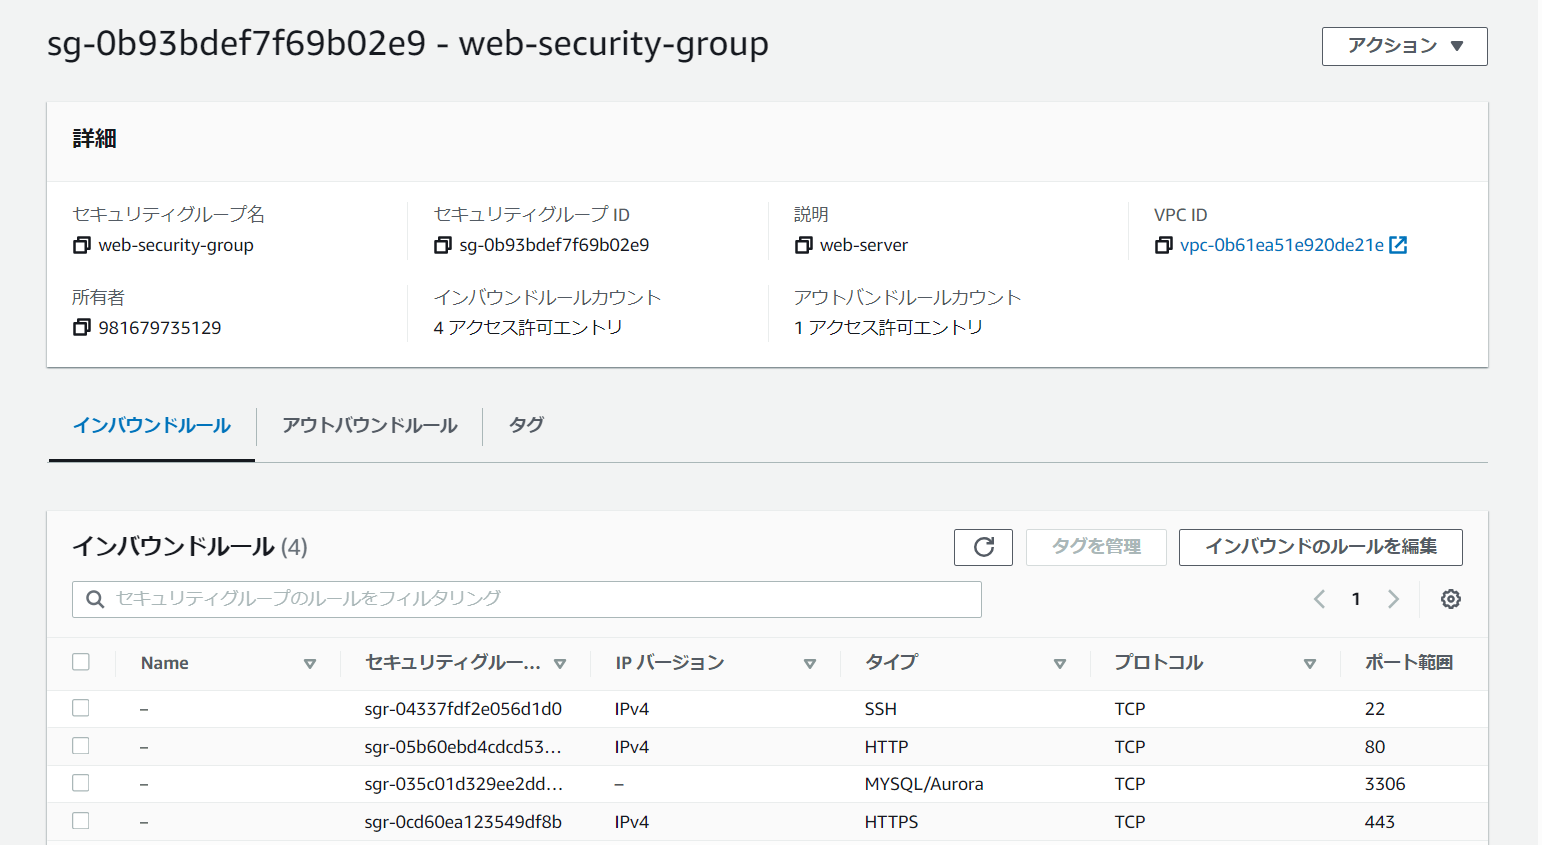 sg-0b93bdef7f69b02e9 - web-security-group
アクション
詳細
セキュリティグループ名
web-security-group
セキュリティグループ ID
sg-0b93bdef7f69b02e9
説明
web-server
VPC ID
vpc-0b61ea51e920de21e
所有者
981679735129
インバウンドルールカウント
4 アクセス許可エントリ
アウトバンドルールカウント
1 アクセス許可エントリ
インバウンドルール アウトバウンドルール タグ
インバウンドルール (4)
タグを管理
インバウンドのルールを編集
セキュリティグループのルールをフィルタリング
1
Name セキュリティグルー... IP バージョン タイプ プロトコル ポート範囲
– sgr-04337fdf2e056d1d0 IPv4 SSH TCP 22
– sgr-05b60ebd4cdcd53... IPv4 HTTP TCP 80
– sgr-035c01d329ee2dd... – MYSQL/Aurora TCP 3306
– sgr-0cd60ea123549df8b IPv4 HTTPS TCP 443